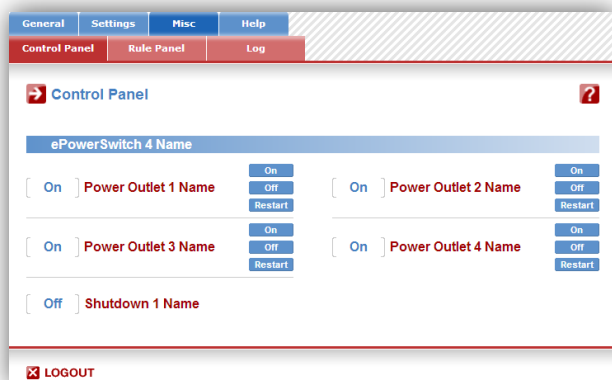 General Settings Misc Help
Control Panel Rule Panel Log
Control Panel ?
ePowerSwitch 4 Name
On Power Outlet 1 Name On Off Restart On Power Outlet 2 Name On Off Restart
On Power Outlet 3 Name On Off Restart On Power Outlet 4 Name On Off Restart
Off Shutdown 1 Name
LOGOUT